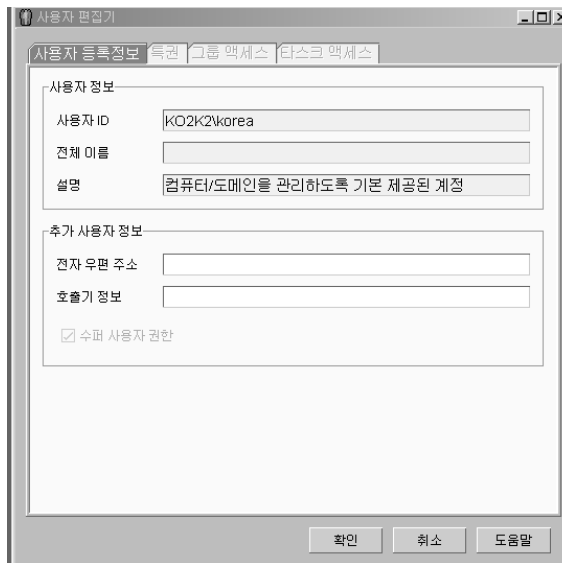 사용자 편집기
사용자 등록정보 특권 그룹 액세스 타스크 액세스
사용자 정보
사용자 ID KO2K2\korea
전체 이름
설명 컴퓨터/도메인을 관리하도록 기본 제공된 계정
추가 사용자 정보
전자 우편 주소
호출기 정보
수퍼 사용자 권한
확인 취소 도움말